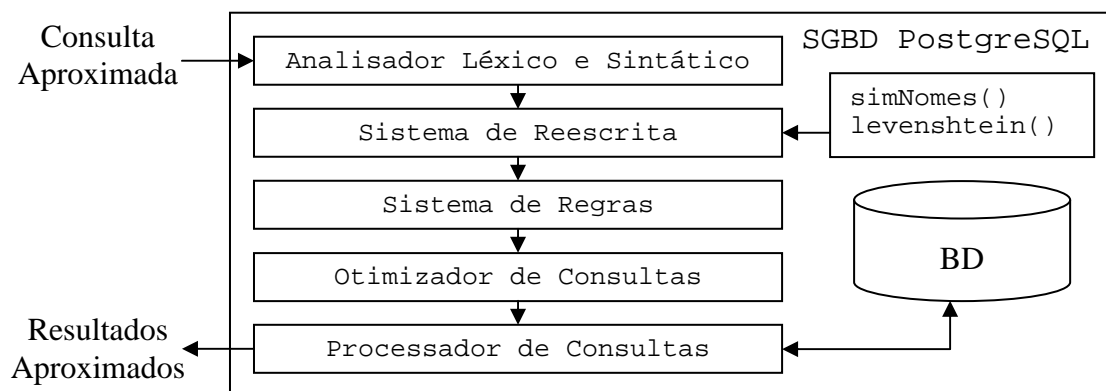 Consulta
Aproximada
SGBD PostgreSQL
Analisador Léxico e Sintático
simNomes()
levenshtein()
Sistema de Reescrita
Sistema de Regras
BD
Otimizador de Consultas
Resultados
Aproximados
Processador de Consultas